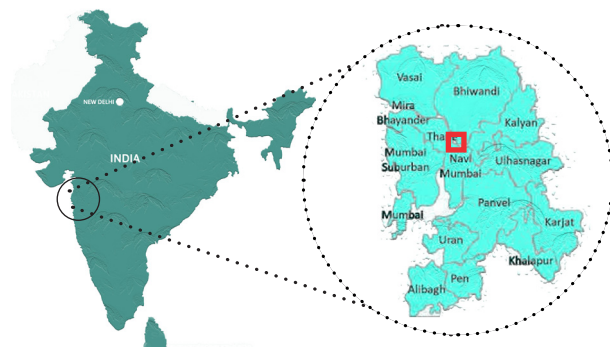 NEW DELHI
INDIA
Vasai
Bhiwandi
Mira
Bhayander
Kalyan
Tha
Mumbai
Suburban
Navi
Mumbai
Ulhasnagar
Panvel
Mumbai
Karjat
Uran
Khalapur
Pen
Alibagh